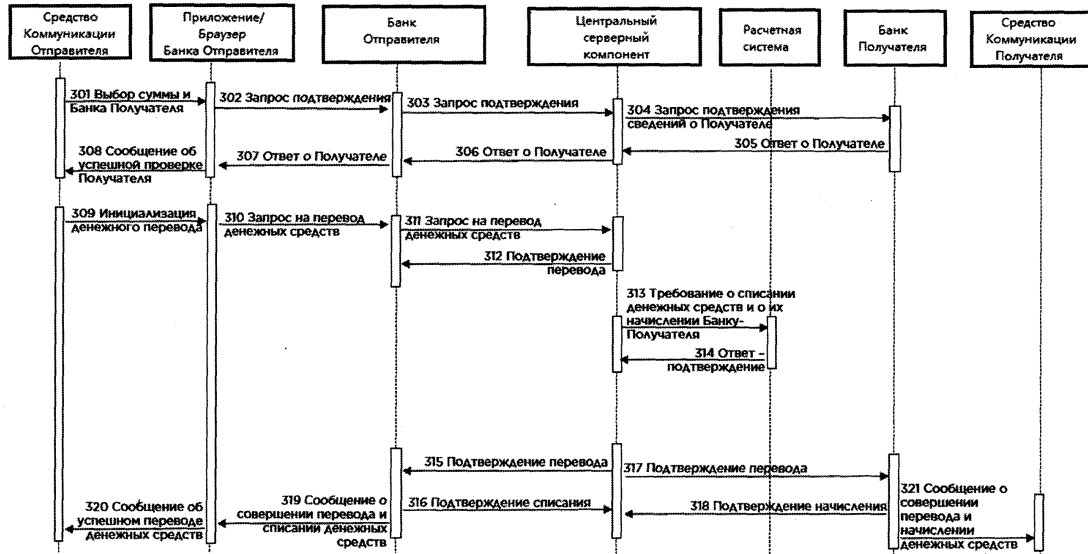 Средство
Коммуникации
Отправителя
Приложение/
Браузер
Банка Отправителя
Банк
Отправителя
Центральный
серверный
компонент
Расчетная
система
Банк
Получателя
Средство
Коммуникации
Получателя
301 Выбор суммы и
Банка Получателя
302 Запрос подтверждения
303 Запрос подтверждения
304 Запрос подтверждения
сведений о Получателе
305 Ответ о Получателе
306 Ответ о Получателе
307 Ответ о Получателе
308 Сообщение об
успешной проверке
Получателя
309 Инициализация
денежного перевода
310 Запрос на перевод
денежных средств
311 Запрос на перевод
денежных средств
312 Подтверждение
перевода
313 Требование о списании
денежных средств и о их
начислении Банку-
Получателя
314 Ответ –
подтверждение
315 Подтверждение перевода
316 Подтверждение списания
317 Подтверждение перевода
318 Подтверждение начисления
319 Сообщение о
совершении перевода и
списании денежных
средств
320 Сообщение об
успешном переводе
денежных средств
321 Сообщение о
совершении
перевода и
начислении
денежных средств